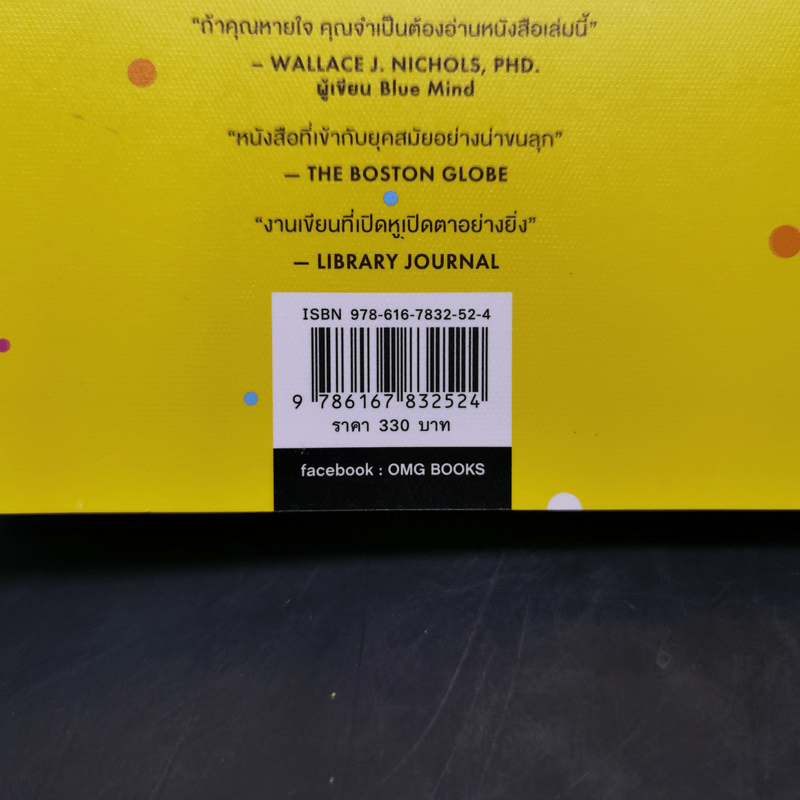 “ถ้าคุณหายใจ คุณจำเป็นต้องอ่านหนังสือเล่มนี้”
– WALLACE J. NICHOLS, PHD.
ผู้เขียน Blue Mind
“หนังสือที่เข้ากับยุคสมัยอย่างน่าขนลุก”
— THE BOSTON GLOBE
“งานเขียนที่เปิดหูเปิดตาอย่างยิ่ง”
— LIBRARY JOURNAL
ISBN 978-616-7832-52-4
9 786167 832524
ราคา 330 บาท
facebook : OMG BOOKS